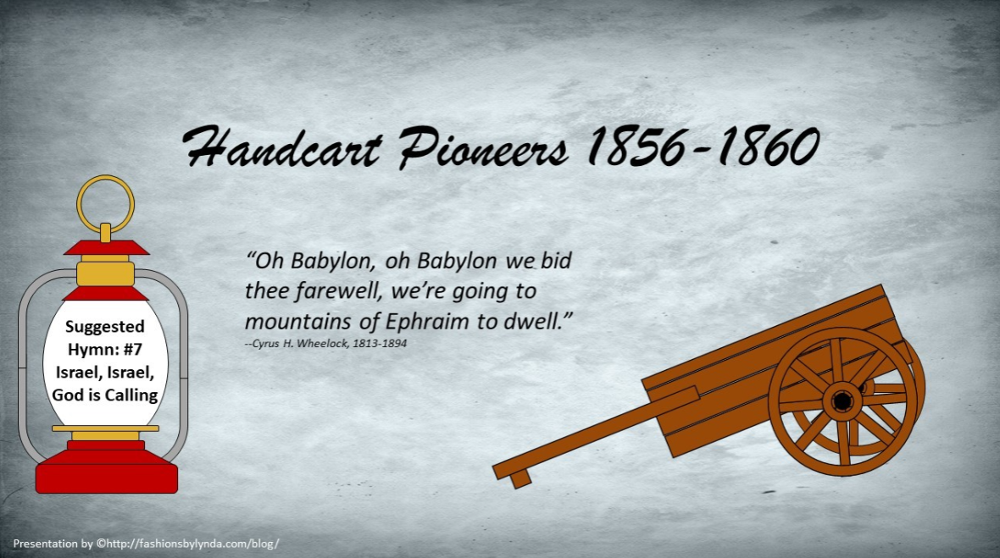 Handcart Pioneers 1856-1860
“Oh Babylon, oh Babylon we bid
thee farewell, we’re going to
mountains of Ephraim to dwell.”
--Cyrus H. Wheelock, 1813-1894
Suggested
Hymn: #7
Israel, Israel,
God is Calling
Presentation by ©http://fashionsbylynda.com/blog/